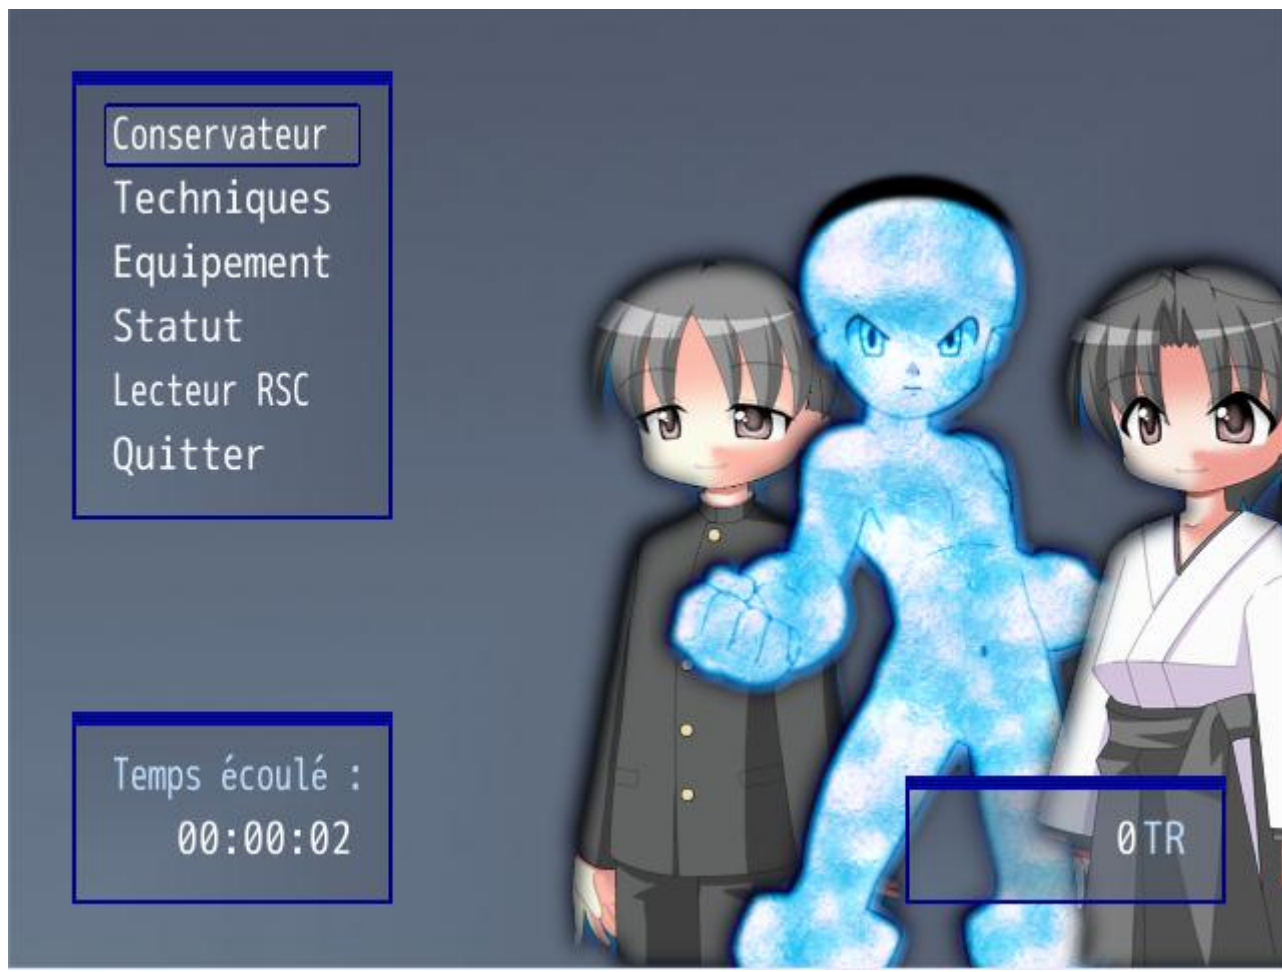 Conservateur
Techniques
Equipement
Statut
Lecteur RSC
Quitter
Temps écoulé :
00:00:02
0TR